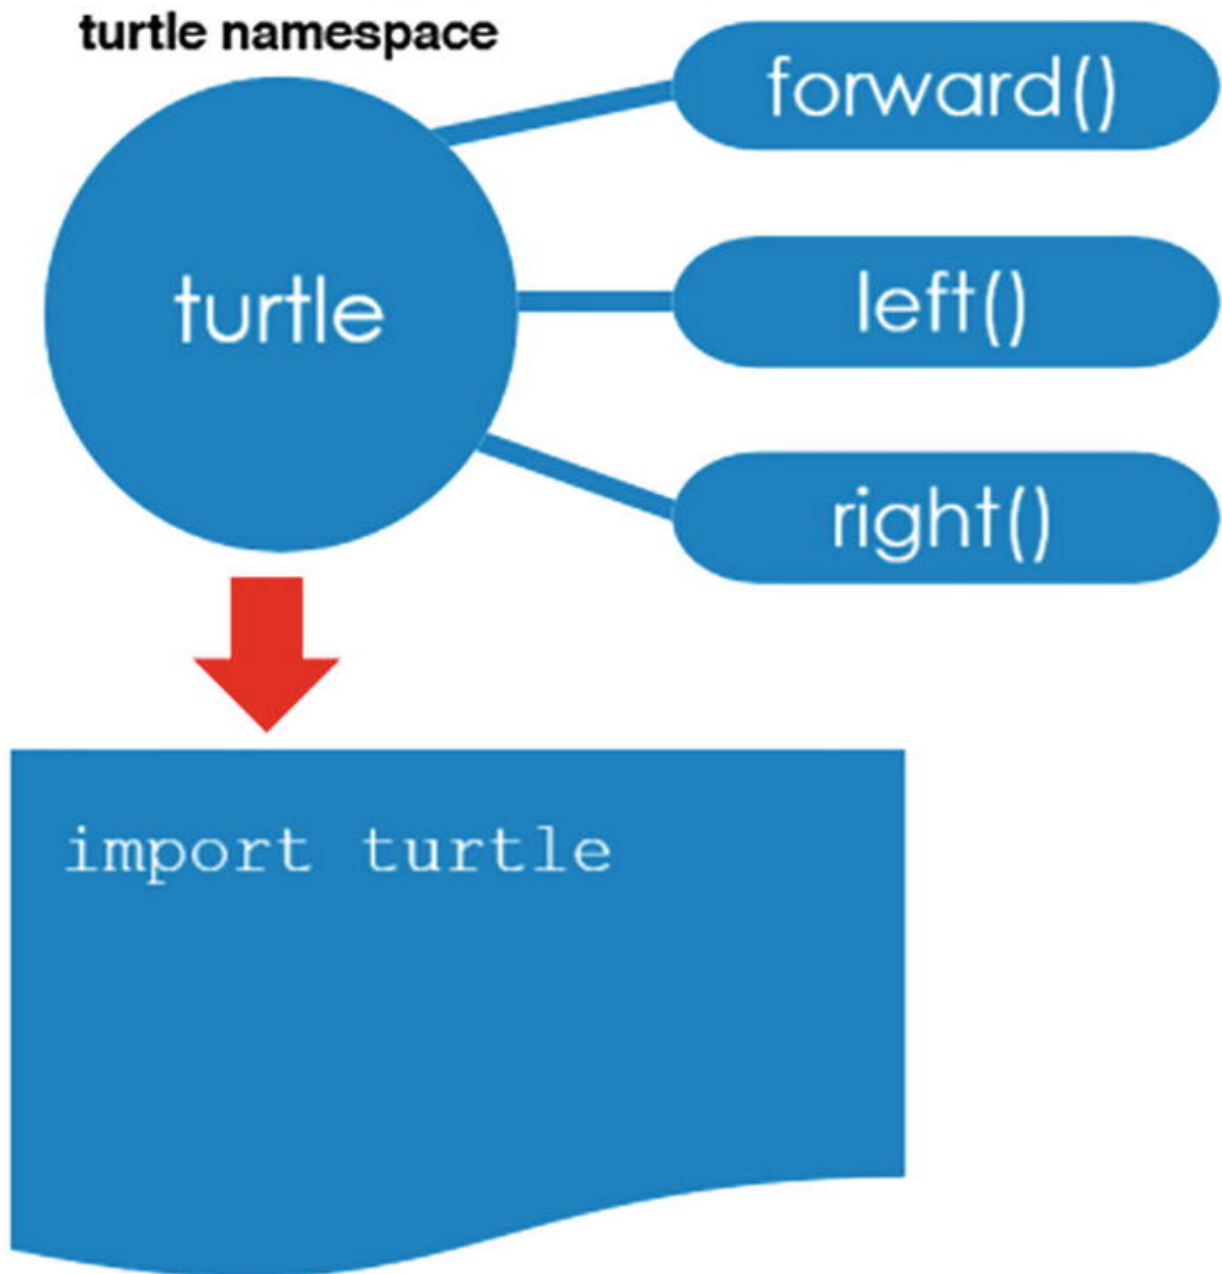 turtle namespace
turtle
forward()
left()
right()
import turtle